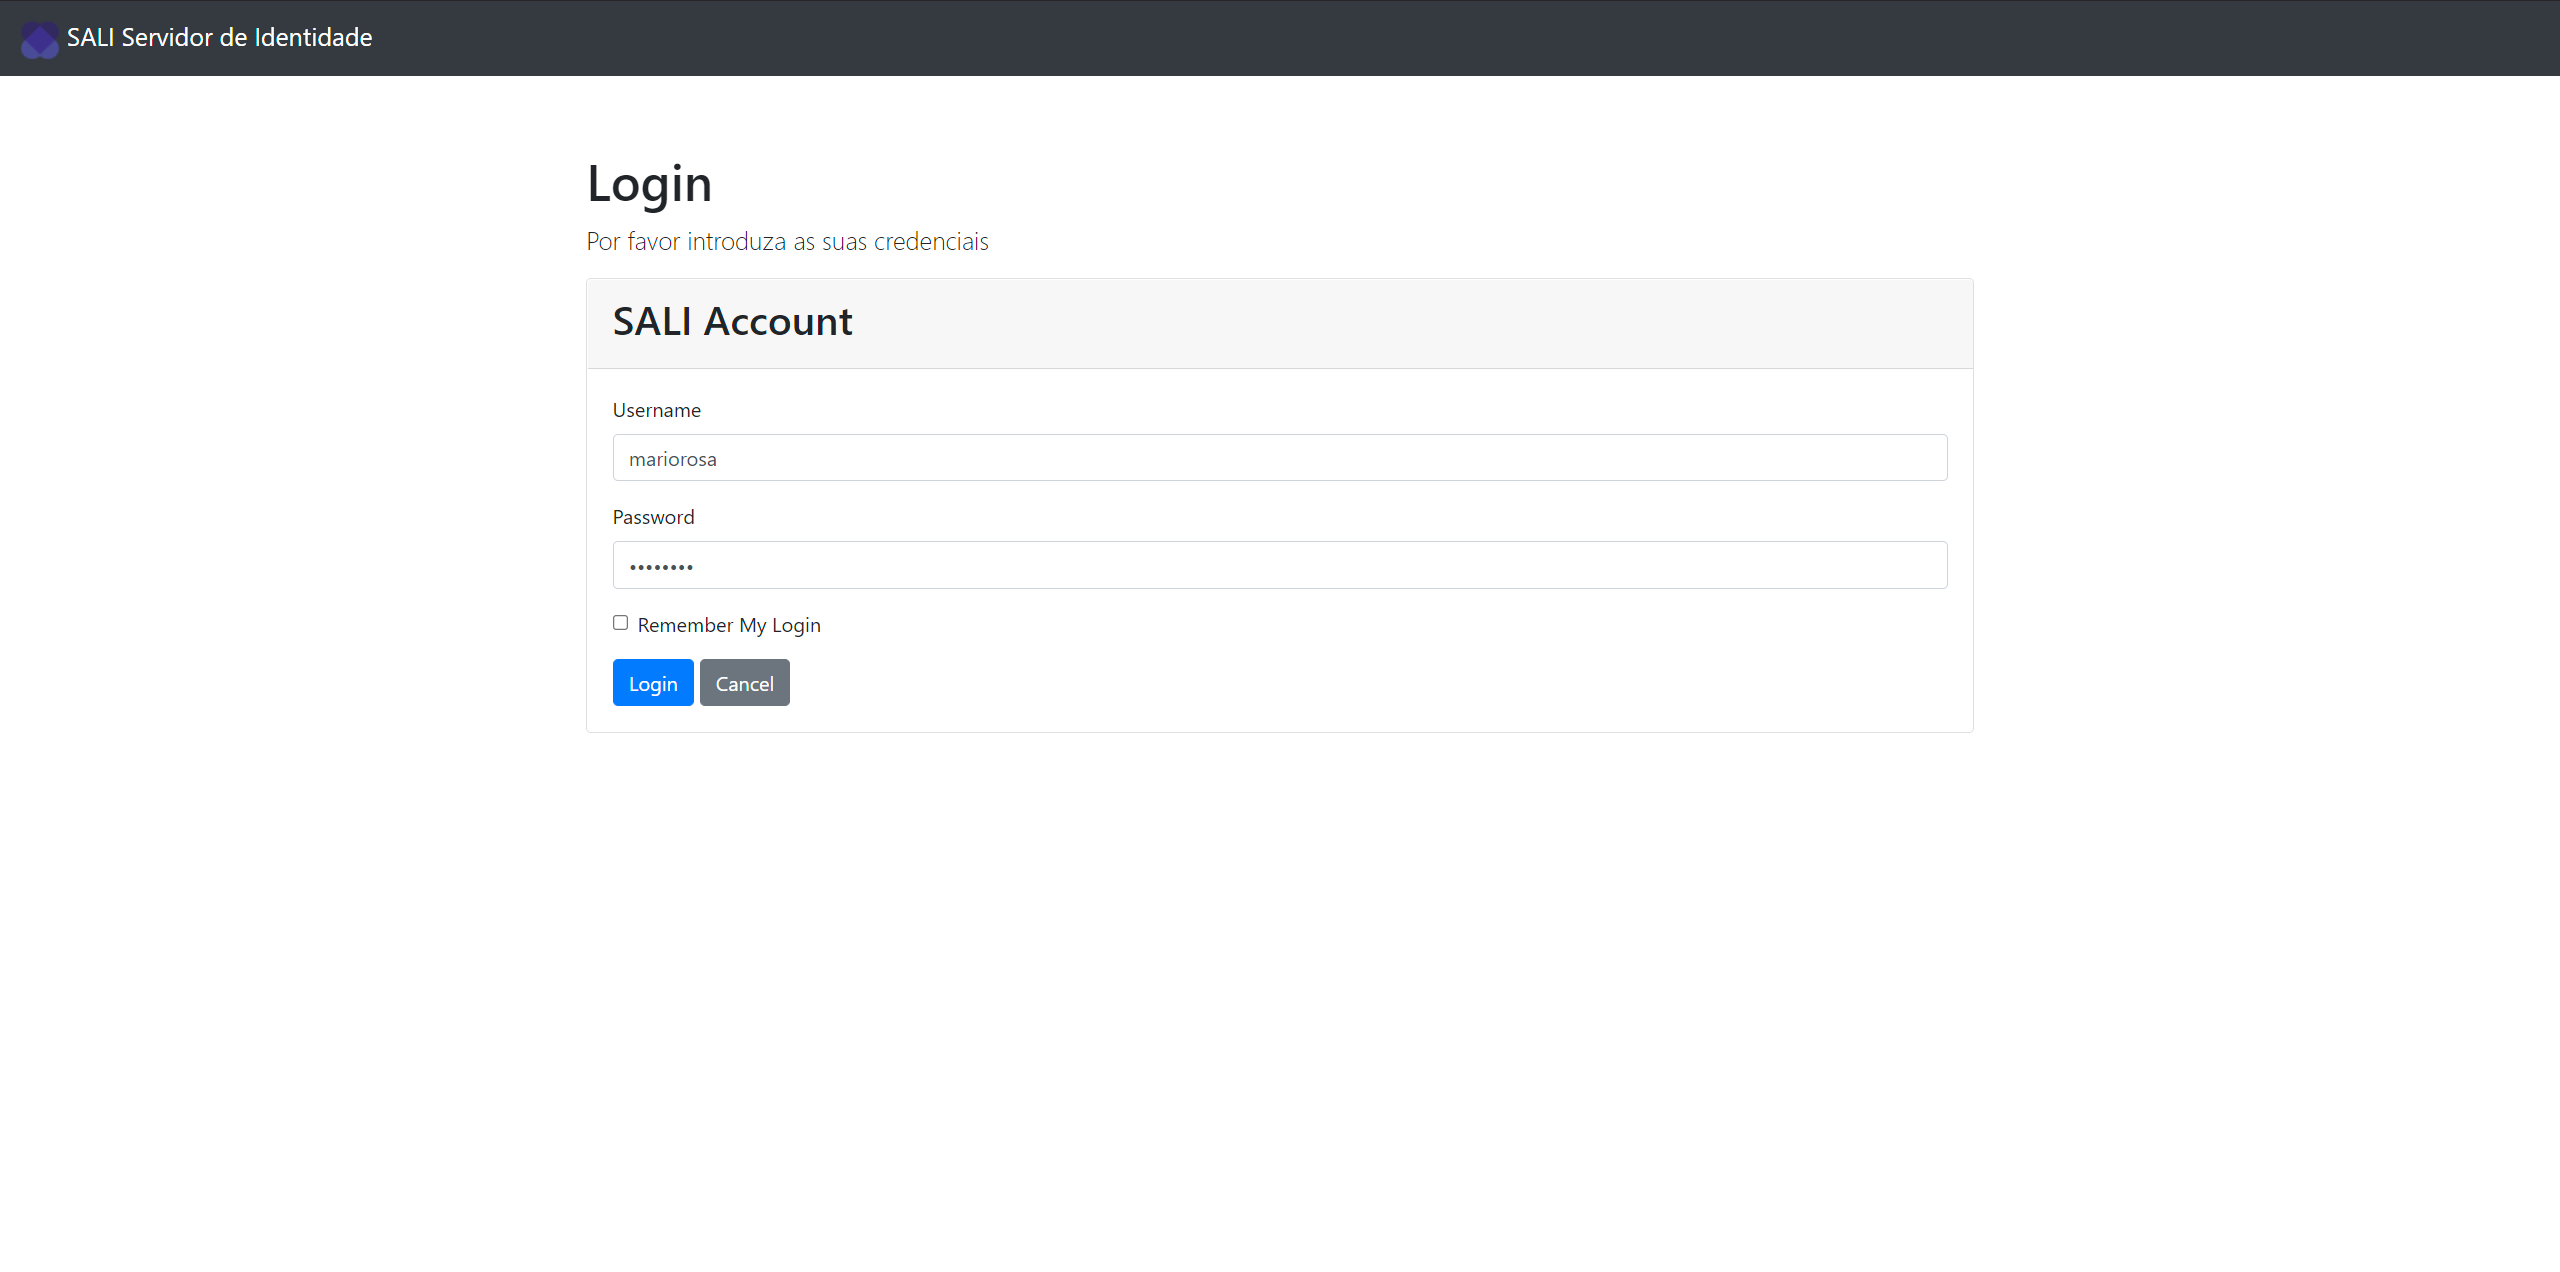 SALI Servidor de Identidade
Login
Por favor introduza as suas credenciais
SALI Account
Username
mariorosa
Password
••••••••
Remember My Login
Login Cancel